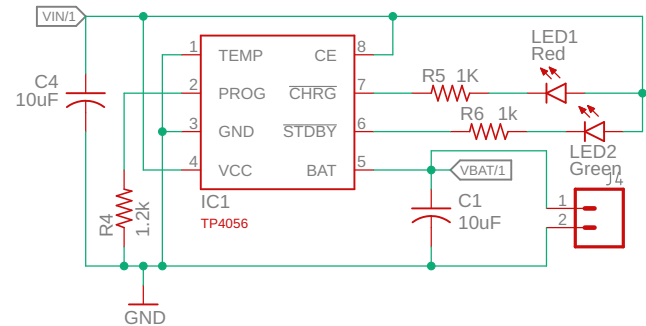 VIN/1
LED1
Red
1 TEMP CE 8
C4
10uF
2 PROG CHRG 7
R5 1K
3 GND STDBY 6
R6 1k
4 VCC BAT 5
LED2
Green
VBAT/1
J4
IC1
TP4056
R4
1.2k
C1
10uF
1
2
GND